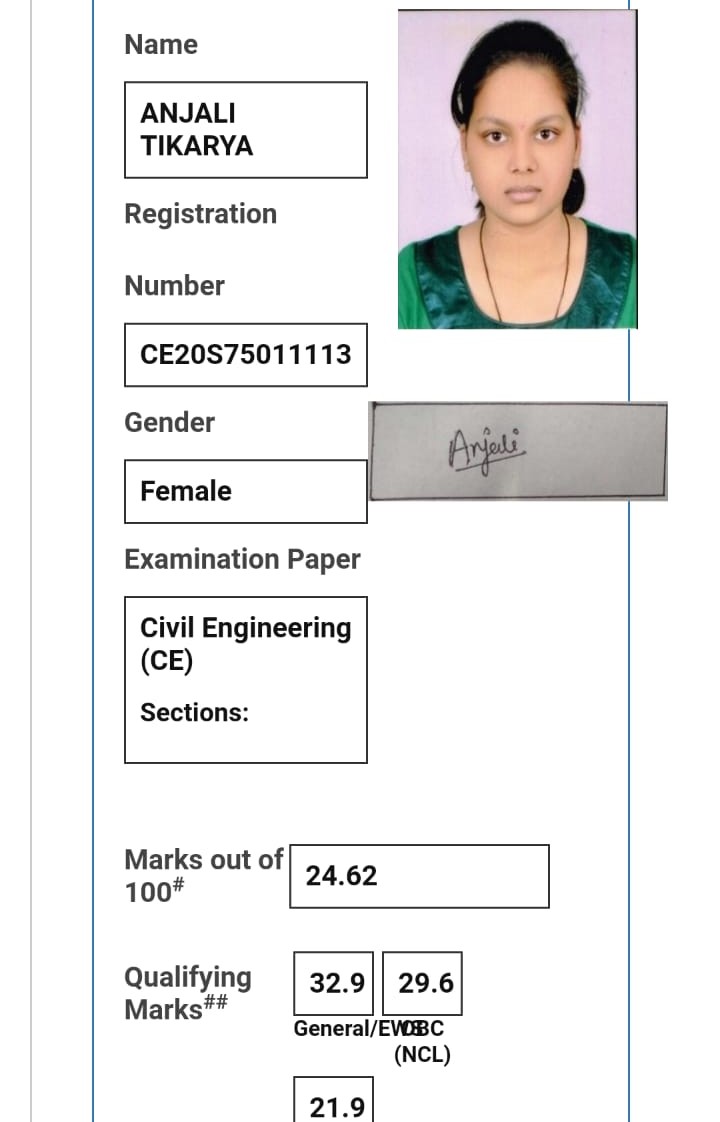 Name
ANJALI
TIKARYA
Registration
Number
CE20S75011113
Gender
Anjali
Female
Examination Paper
Civil Engineering
(CE)
Sections:
Marks out of
100#
24.62
Qualifying
Marks##
32.9 29.6
General/EWS OBC
(NCL)
21.9